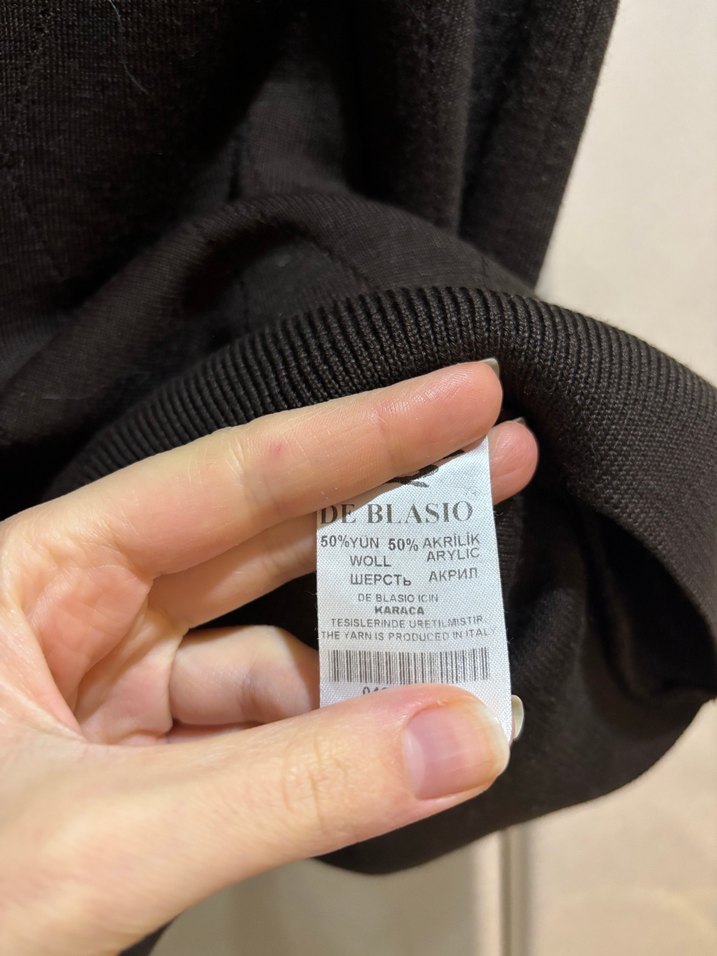 DE BLASIO
50%YÜN 50% AKRİLİK
WOLL ARYLIC
ШЕРСТЬ АКРИЛ
DE BLASIO ICIN
KARACA
TESISLERINDE URETILMISTIR
THE YARN IS PRODUCED IN ITALY